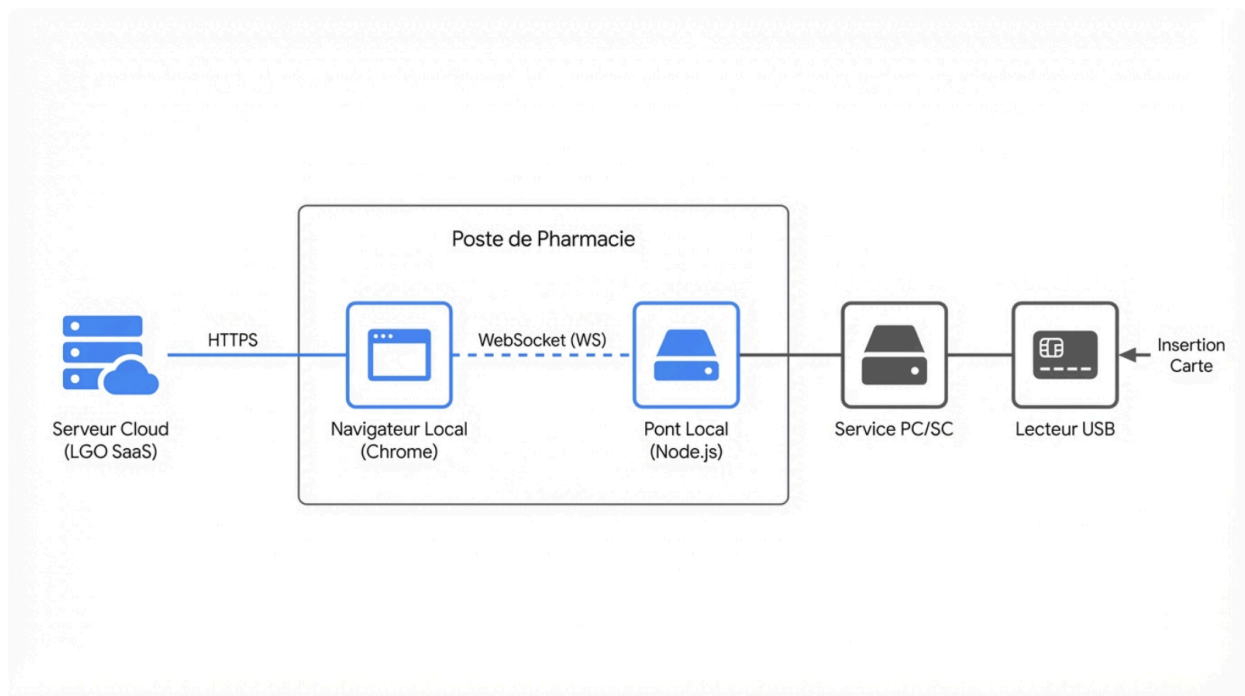 Poste de Pharmacie
HTTPS
WebSocket (WS)
Insertion
Carte
Serveur Cloud
(LGO SaaS)
Navigateur Local
(Chrome)
Pont Local
(Node.js)
Service PC/SC
Lecteur USB